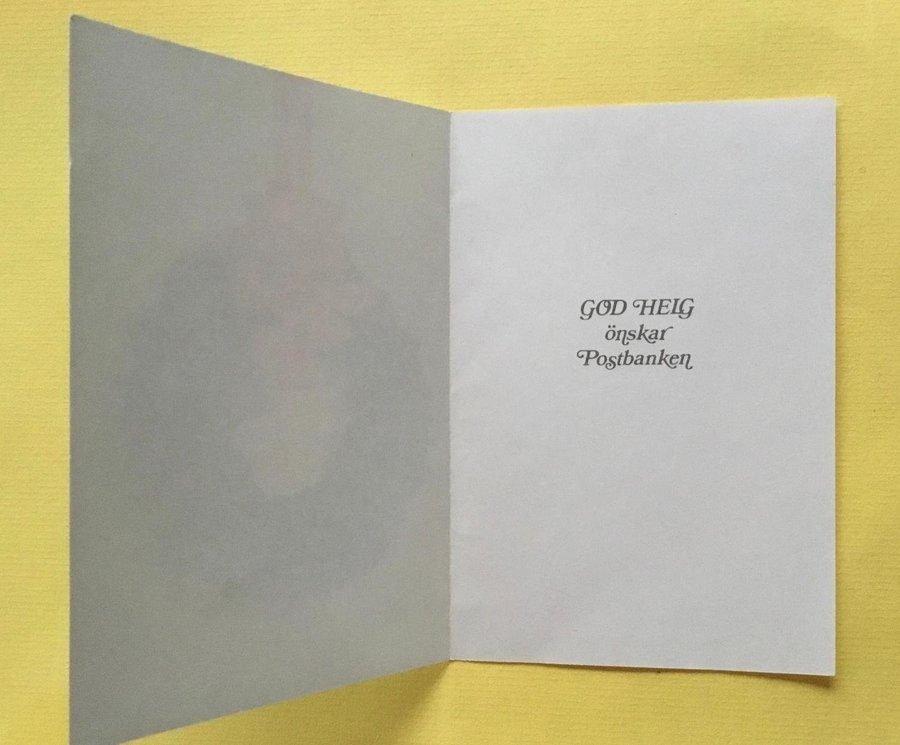 GOD HELG
önskar
Postbanken